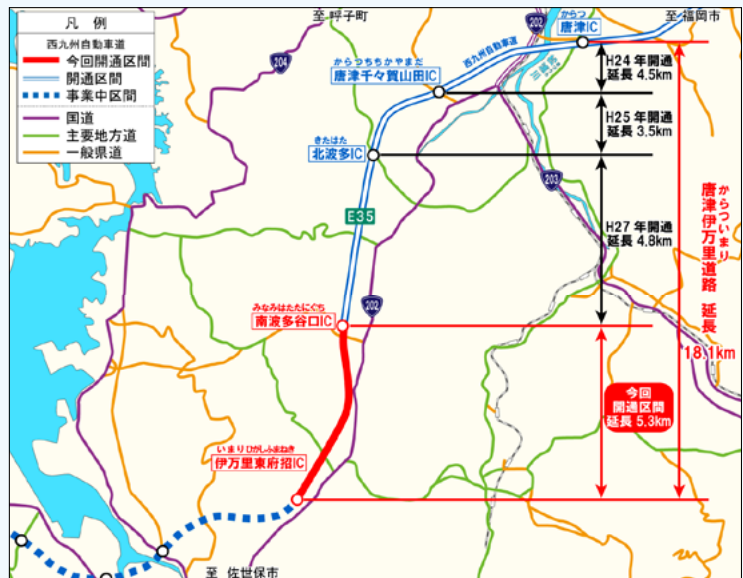 凡 例
西九州自動車道
今回開通区間
開通区間
事業中区間
国道
主要地方道
一般県道
至 呼子町
至 福岡市
202
204
西九州自動車道
からつ
唐津IC
からつちちかやまだ
唐津千々賀山田IC
きたはた
北波多IC
E35
203
みなみはたたにぐち
南波多谷口IC
202
いまりひがしふまねき
伊万里東府招IC
H24 年開通
延長 4.5km
H25 年開通
延長 3.5km
H27 年開通
延長 4.8km
からついまり
唐津伊万里道路 延長
18.1km
今回
開通区間
延長 5.3km
至 佐世保市